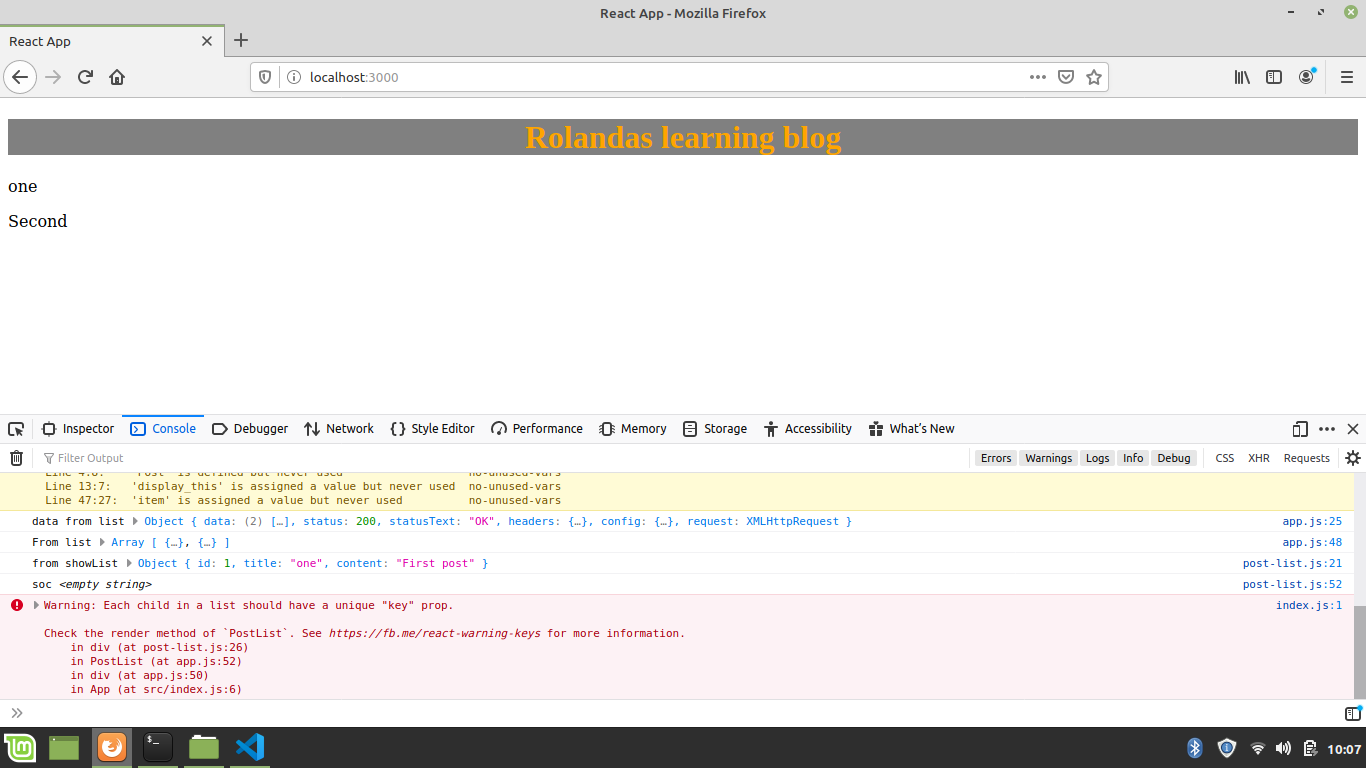 React App - Mozilla Firefox
React App
localhost:3000
Rolandas learning blog
one
Second
Inspector Console Debugger Network Style Editor Performance Memory Storage Accessibility What's New
Filter Output Errors Warnings Logs Info Debug CSS XHR Requests
is defined but never used no-unused-vars
Line 13:7: 'display_this' is assigned a value but never used no-unused-vars
Line 47:27: 'item' is assigned a value but never used no-unused-vars
data from list Object { data: (2) […], status: 200, statusText: "OK", headers: {…}, config: {…}, request: XMLHttpRequest } app.js:25
From list Array [ {…}, {…} ] app.js:48
from showList Object { id: 1, title: "one", content: "First post" } post-list.js:21
soc <empty string> post-list.js:52
Warning: Each child in a list should have a unique "key" prop. index.js:1
Check the render method of `PostList`. See https://fb.me/react-warning-keys for more information.
in div (at post-list.js:26)
in PostList (at app.js:52)
in div (at app.js:50)
in App (at src/index.js:6)
10:07